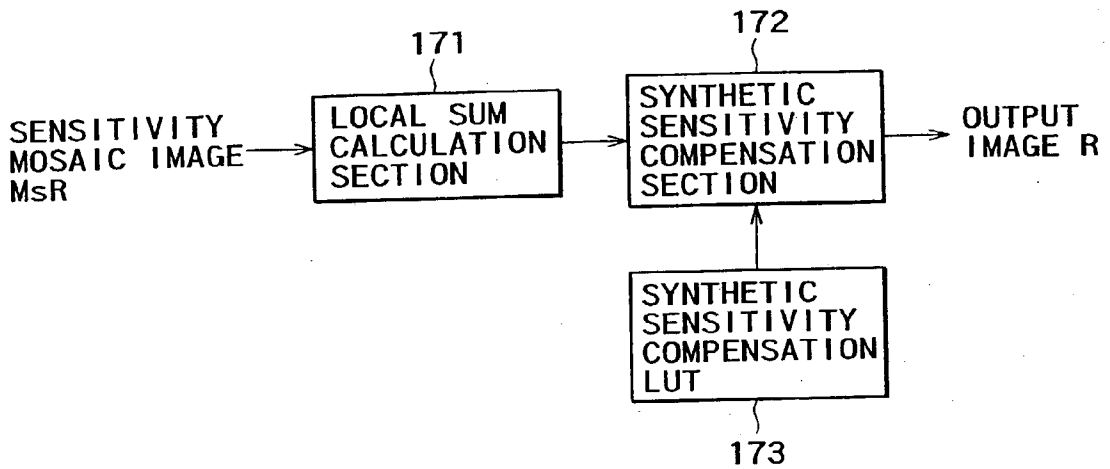 171
172
SENSITIVITY
MOSAIC IMAGE
MsR
LOCAL SUM
CALCULATION
SECTION
SYNTHETIC
SENSITIVITY
COMPENSATION
SECTION
OUTPUT
IMAGE R
SYNTHETIC
SENSITIVITY
COMPENSATION
LUT
173